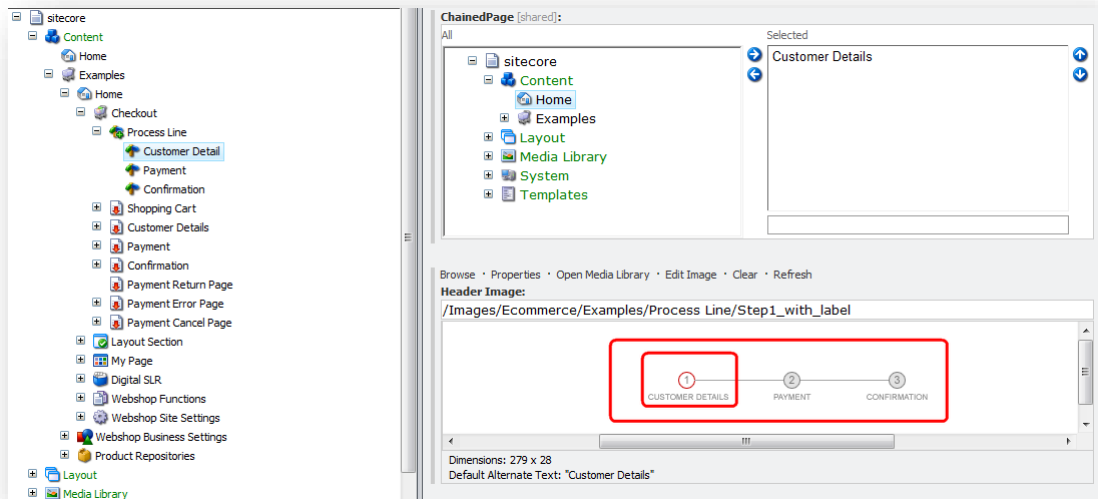 sitecore
Content
Home
Examples
Home
Checkout
Process Line
Customer Detail
Payment
Confirmation
Shopping Cart
Customer Details
Payment
Confirmation
Payment Return Page
Payment Error Page
Payment Cancel Page
Layout Section
My Page
Digital SLR
Webshop Functions
Webshop Site Settings
Webshop Business Settings
Product Repositories
Layout
Media Library
ChainedPage [shared]:
All
Selected
sitecore
Content
Home
Examples
Layout
Media Library
System
Templates
Customer Details
Browse · Properties · Open Media Library · Edit Image · Clear · Refresh
Header Image:
/Images/Ecommerce/Examples/Process Line/Step1_with_label
1 2 3
CUSTOMER DETAILS PAYMENT CONFIRMATION
Dimensions: 279 x 28
Default Alternate Text: "Customer Details"